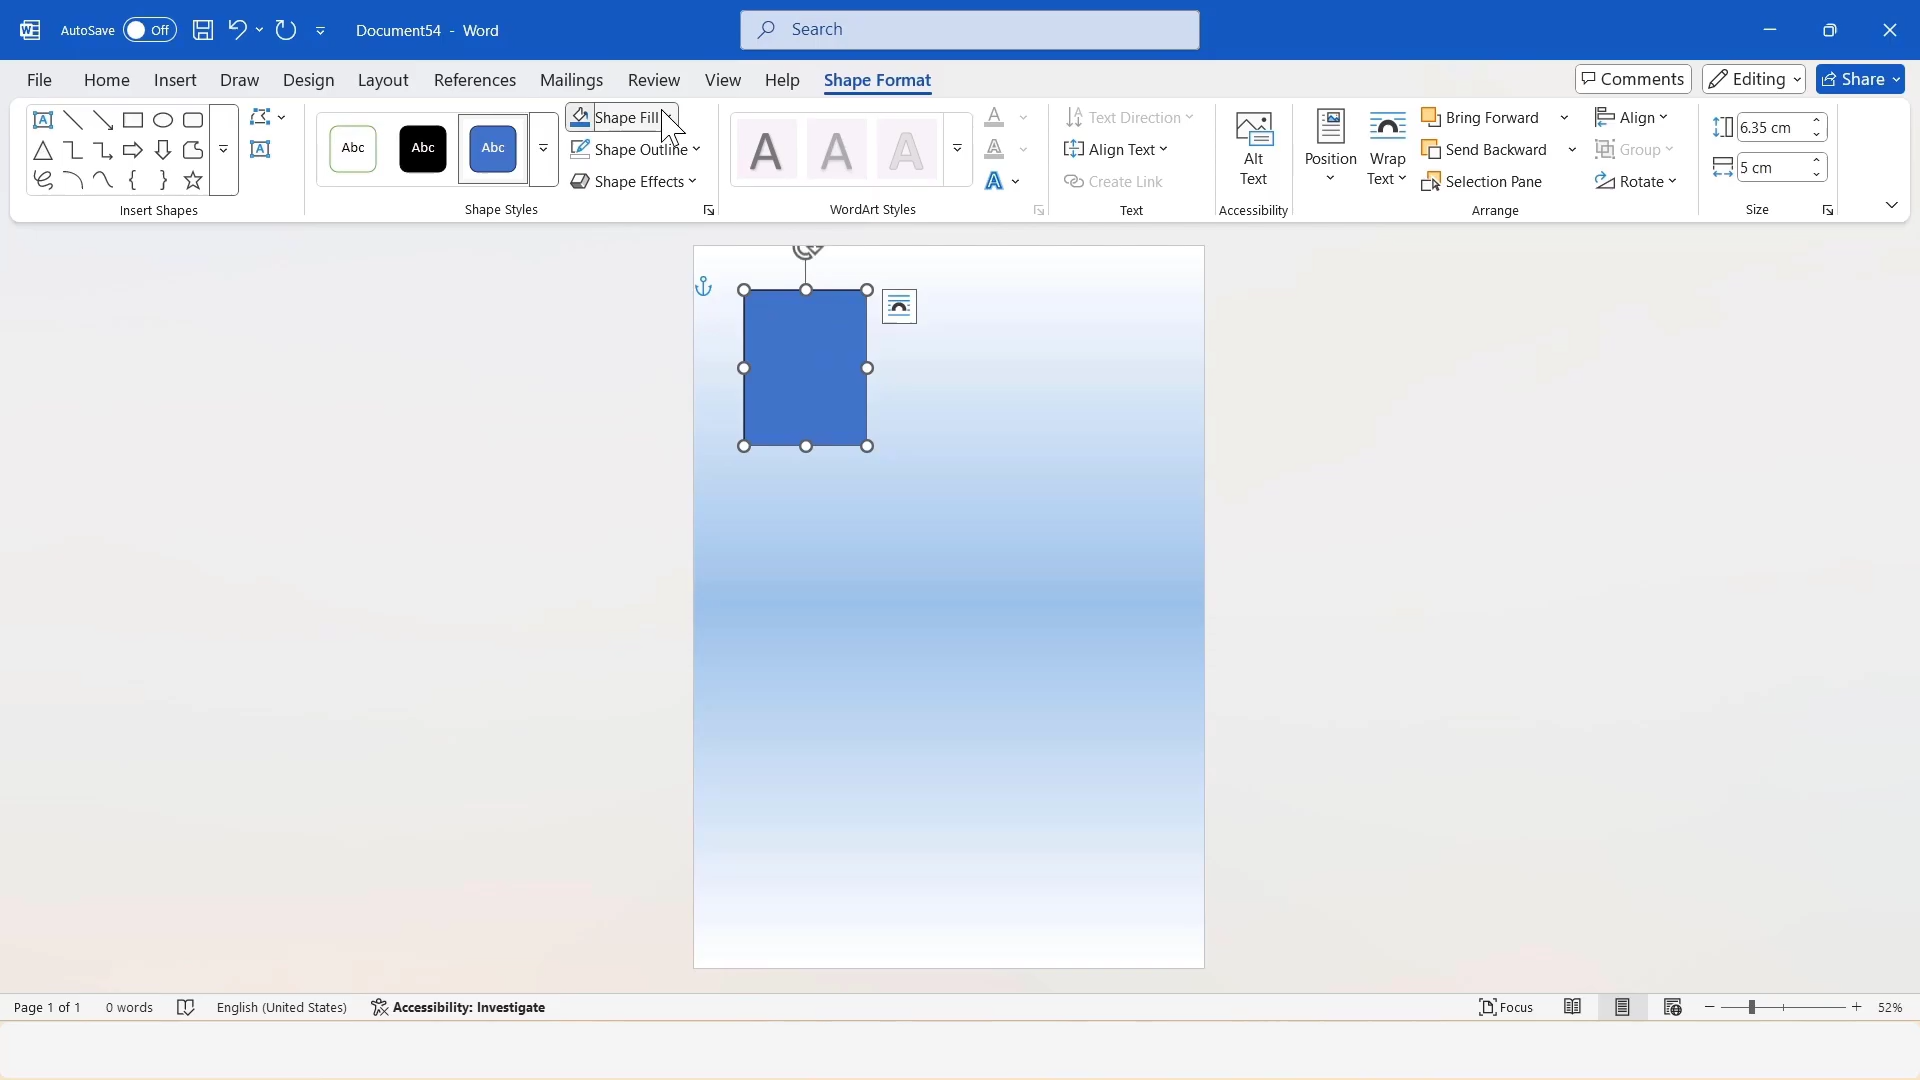 AutoSave Off Document54 - Word Search
File Home Insert Draw Design Layout References Mailings Review View Help Shape Format Comments Editing Share
Abc Abc Abc
Shape Fill
Shape Outline
Shape Effects
A A A
Text Direction
Align Text
Create Link
Alt
Text
Position
Wrap
Text
Bring Forward
Send Backward
Selection Pane
Align
Group
Rotate
6.35 cm
5 cm
Insert Shapes Shape Styles WordArt Styles Text Accessibility Arrange Size
Page 1 of 1 0 words English (United States) Accessibility: Investigate Focus 52%